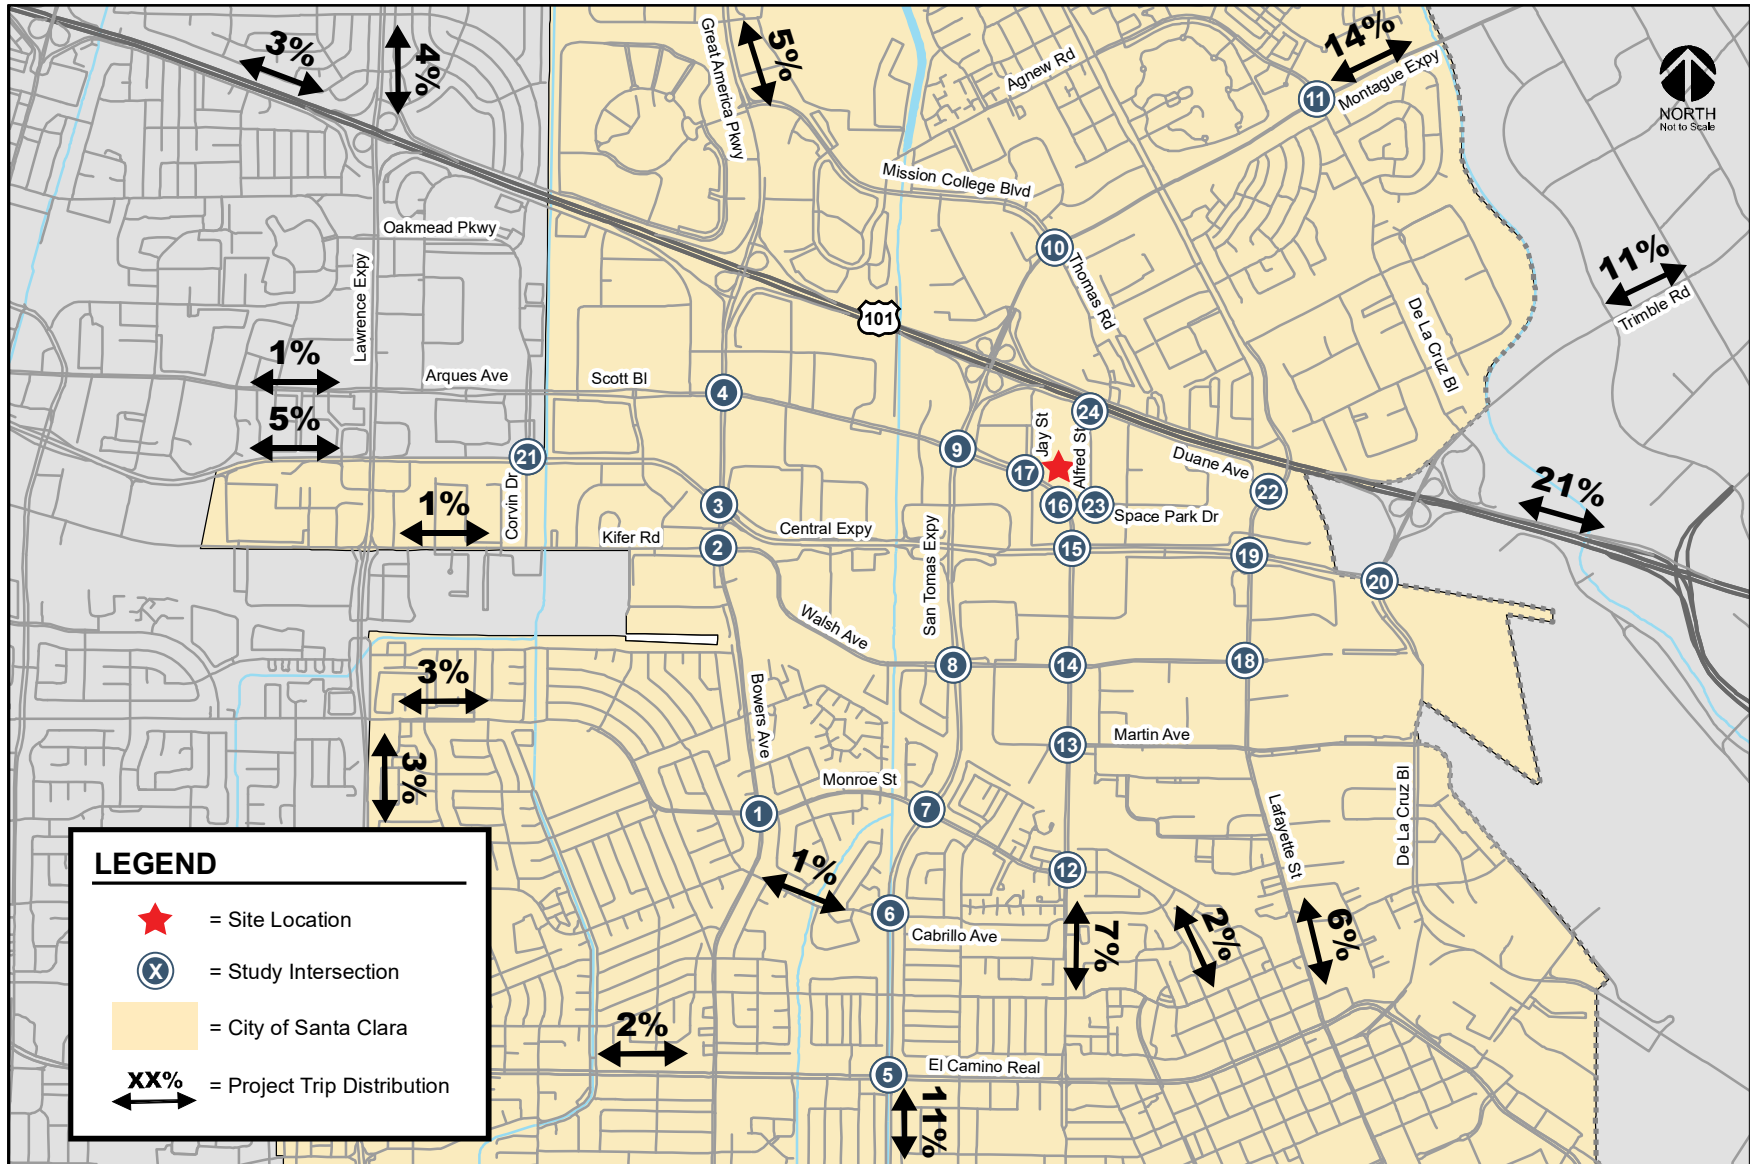 3%
4%
Great America Pkwy
5%
Agnew Rd
14%
11
Montague Expy
NORTH
Not to Scale
Mission College Blvd
Oakmead Pkwy
10
Thomas Rd
11%
Trimble Rd
Lawrence Expy
101
De La Cruz Bl
1%
Arques Ave
Scott Bl
4
5%
24
Jay St
Alfred St
9
17
Duane Ave
21
22
21%
1%
Corvin Dr
3
16
23
Space Park Dr
Kifer Rd
Central Expy
2
San Tomas Expy
15
19
20
Walsh Ave
8
14
18
3%
Bowers Ave
13
Martin Ave
3%
Monroe St
De La Cruz Bl
1
7
Lafayette St
12
1%
6
Cabrillo Ave
7%
2%
6%
2%
5
El Camino Real
11%
LEGEND
= Site Location
X
= Study Intersection
= City of Santa Clara
XX%
= Project Trip Distribution